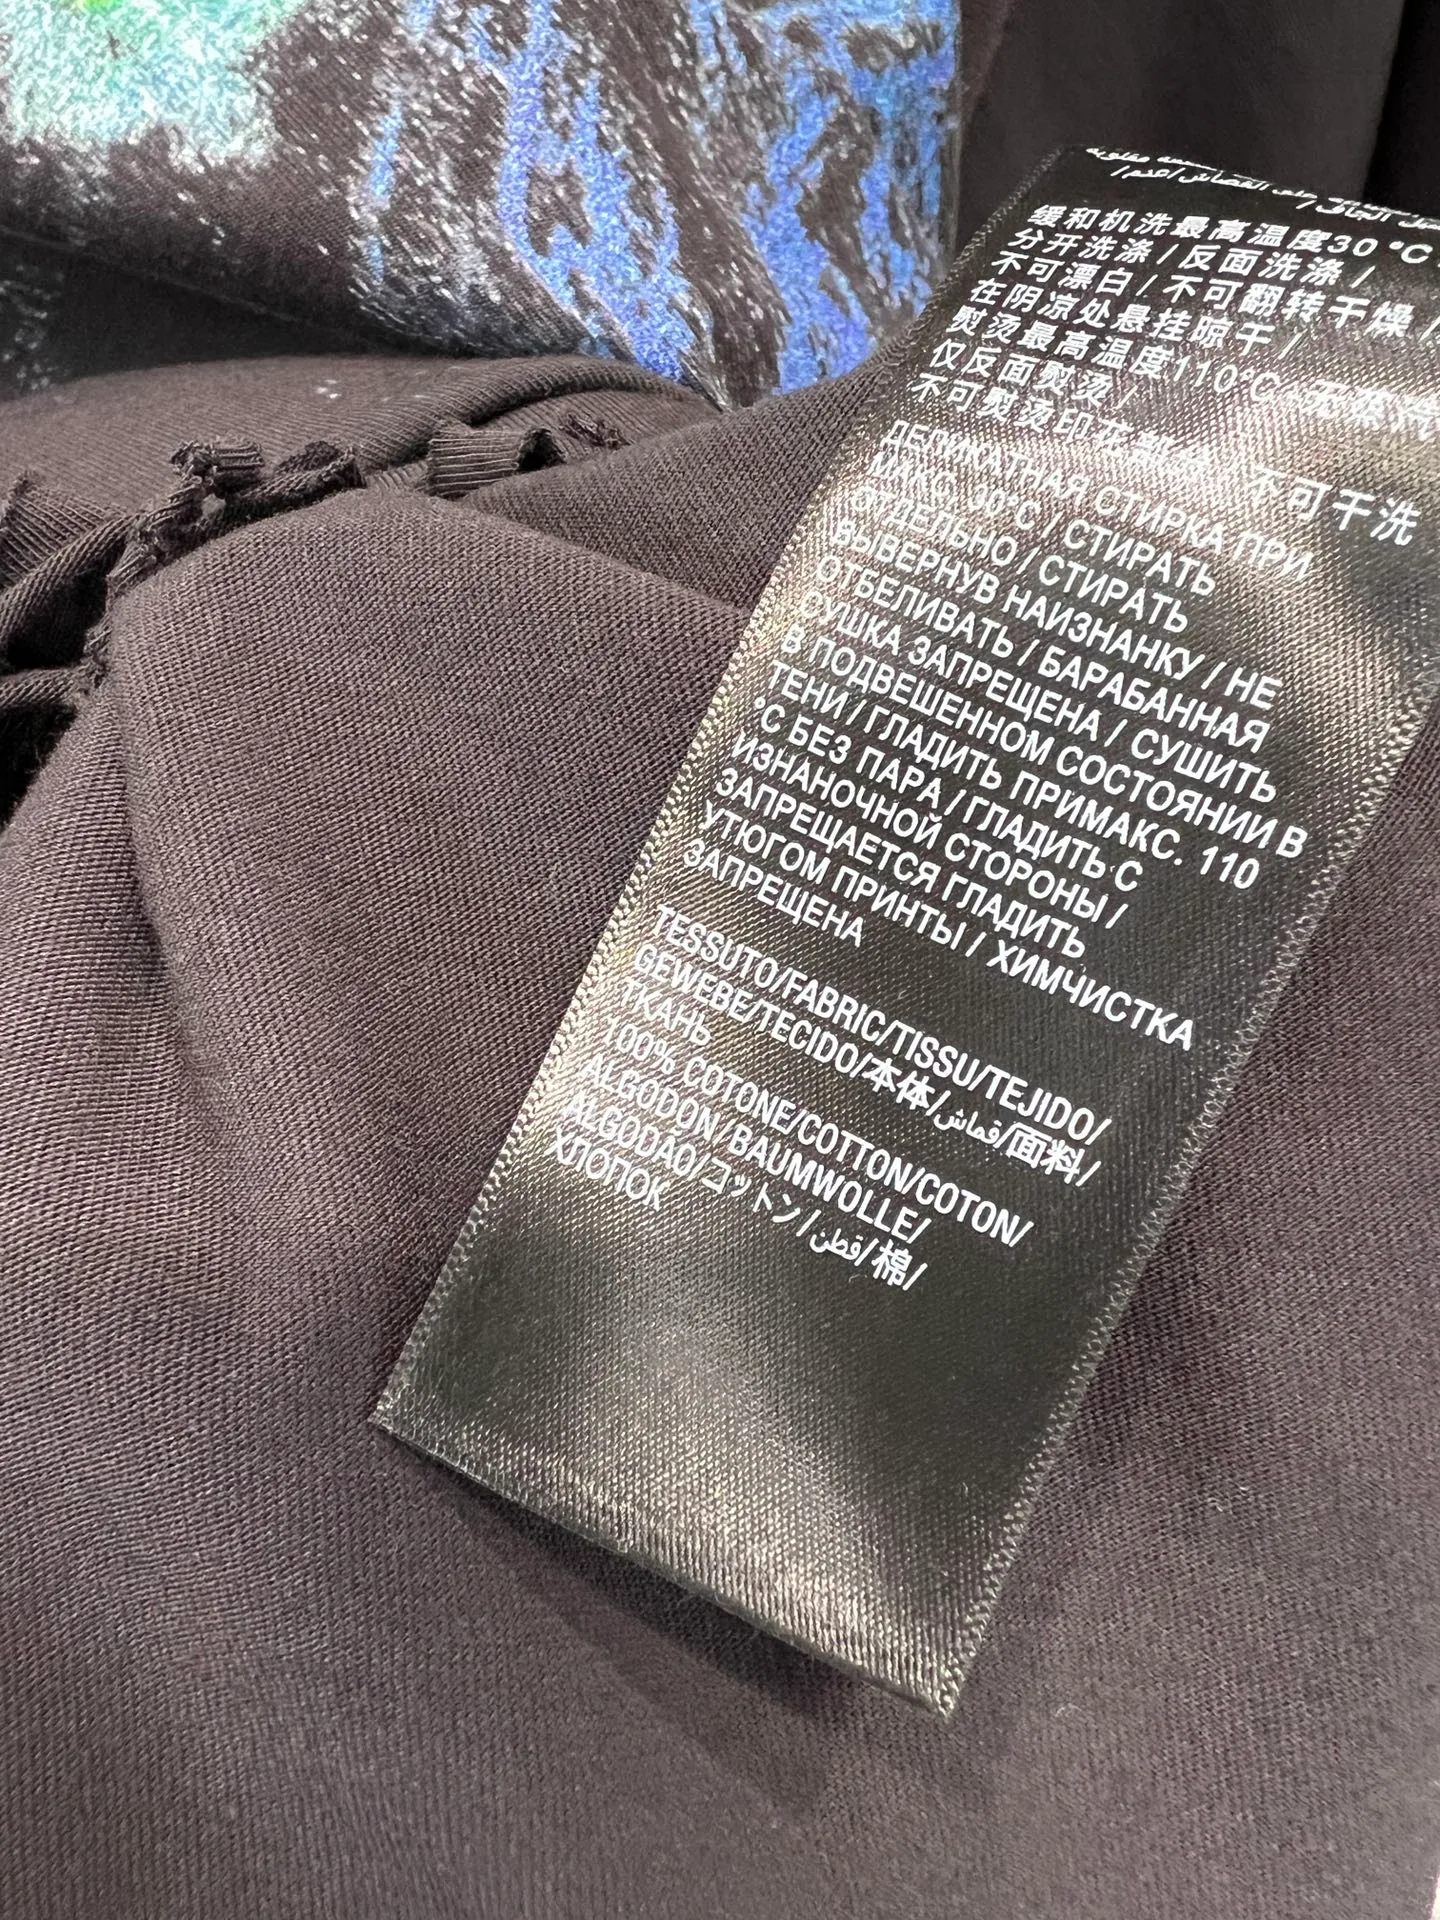 缓和机洗最高温度30°C
分开洗涤 / 反面洗涤 /
不可漂白 / 不可翻转干燥 /
在阴凉处悬挂晾干 /
熨烫最高温度110°C
仅反面熨烫 /
不可熨烫印花 不可干洗
ДЕЛИКАТНАЯ СТИРКА ПРИ
МАКС. 30°C / СТИРАТЬ
ОТДЕЛЬНО / СТИРАТЬ
ВЫВЕРНУВ НАИЗНАНКУ / НЕ
ОТБЕЛИВАТЬ / БАРАБАННАЯ
СУШКА ЗАПРЕЩЕНА / СУШИТЬ
В ПОДВЕШЕННОМ СОСТОЯНИИ В
ТЕНИ / ГЛАДИТЬ ПРИМАКС. 110
°C БЕЗ ПАРА / ГЛАДИТЬ С
ИЗНАНОЧНОЙ СТОРОНЫ /
ЗАПРЕЩАЕТСЯ ГЛАДИТЬ
УТЮГОМ ПРИНТЫ / ХИМЧИСТКА
ЗАПРЕЩЕНА
TESSUTO/FABRIC/TISSU/TEJIDO/
GEWEBE/TECIDO/本体/قماش/面料/
ТКАНЬ
100% COTONE/COTTON/COTON/
ALGODON/BAUMWOLLE/
ALGODÃO/コットン/قطن/棉/
ХЛОПОК